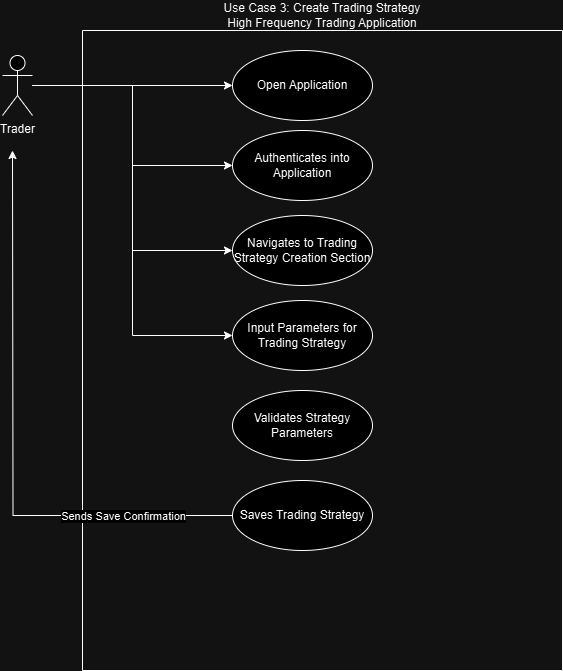 Use Case 3: Create Trading Strategy
High Frequency Trading Application
Open Application
Trader
Authenticates into
Application
Navigates to Trading
Strategy Creation Section
Input Parameters for
Trading Strategy
Validates Strategy
Parameters
Saves Trading Strategy
Sends Save Confirmation